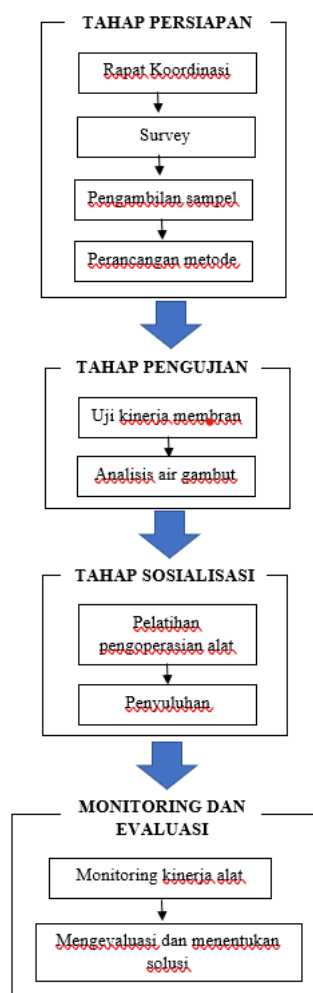 TAHAP PERSIAPAN
Rapat Koordinasi
Survey
Pengambilan sampel
Perancangan metode
TAHAP PENGUJIAN
Uji kinerja membran
Analisis air gambut
TAHAP SOSIALISASI
Pelatihan
pengoperasian alat
Penyuluhan
MONITORING DAN
EVALUASI
Monitoring kinerja alat
Mengevaluasi dan menentukan
solusi